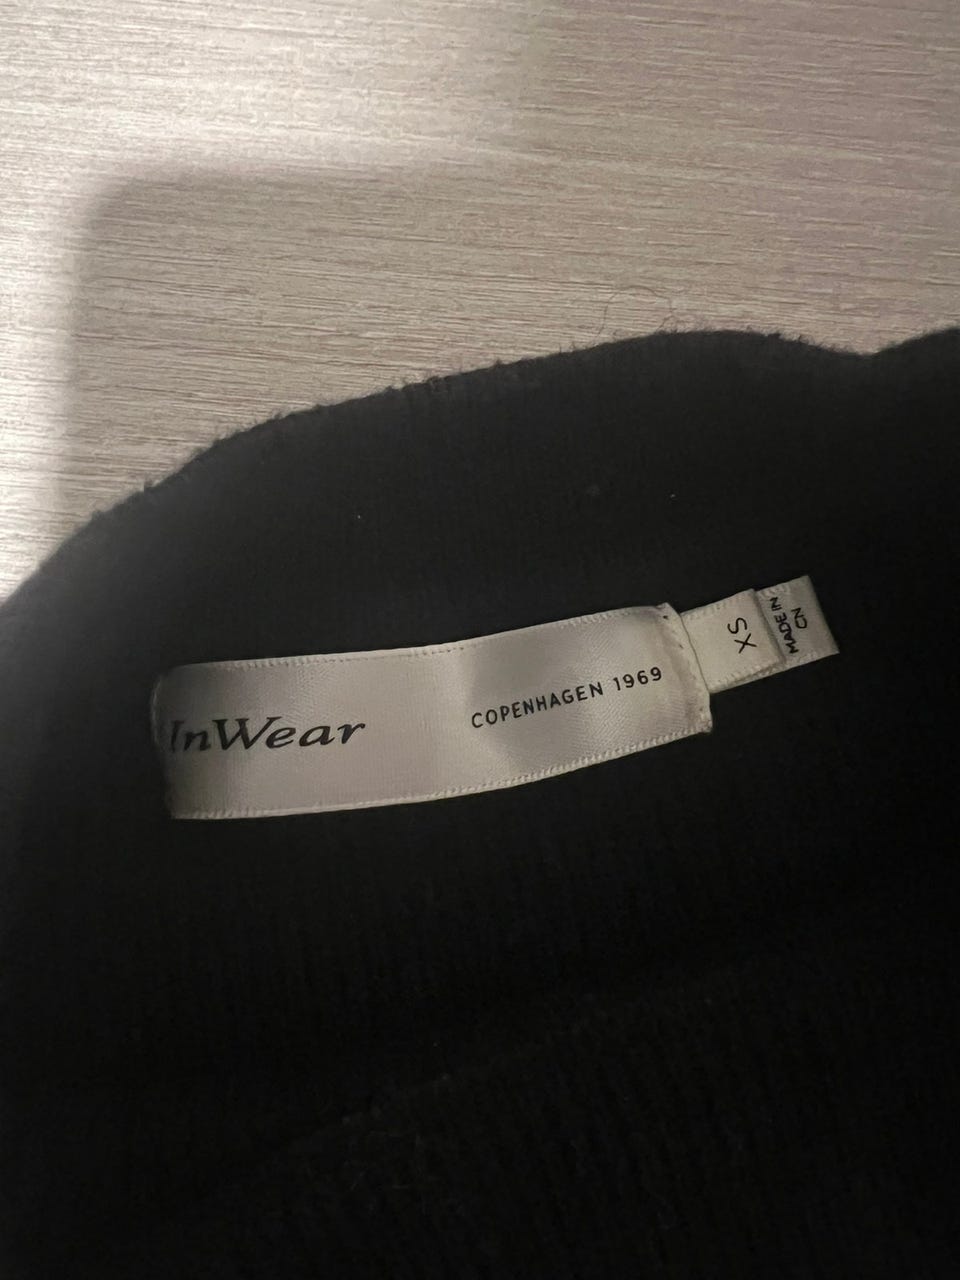 InWear
COPENHAGEN 1969
XS
MADE IN
CN